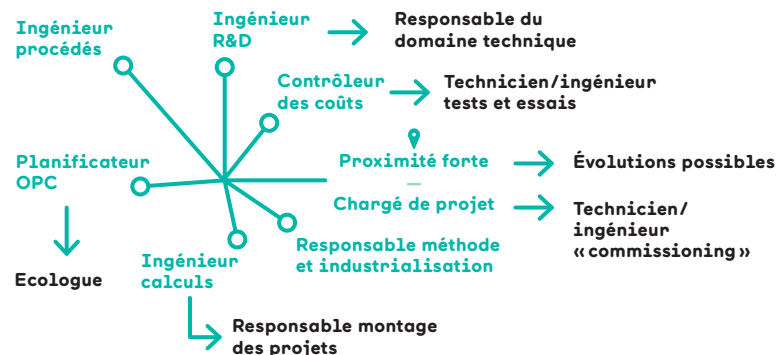 Ingénieur
procédés
Ingénieur
R&D
Responsable du
domaine technique
Contrôleur
des coûts
Technicien/ingénieur
tests et essais
Planificateur
OPC
Proximité forte
Évolutions possibles
Chargé de projet
Technicien/
ingénieur
«commissioning»
Responsable méthode
et industrialisation
Ingénieur
calculs
Ecologue
Responsable montage
des projets